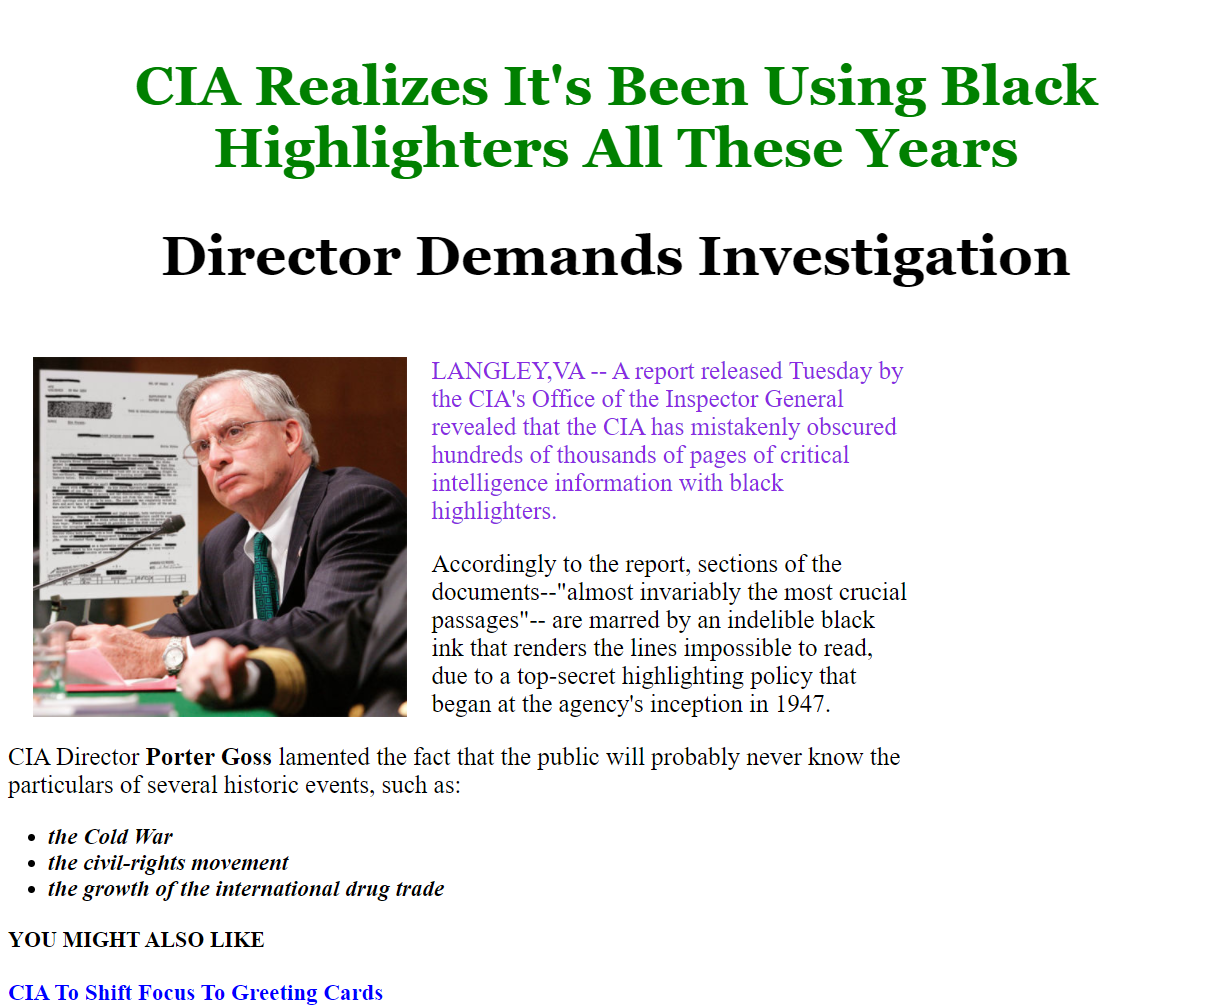 CIA Realizes It's Been Using Black
Highlighters All These Years
Director Demands Investigation
LANGLEY,VA -- A report released Tuesday by
the CIA's Office of the Inspector General
revealed that the CIA has mistakenly obscured
hundreds of thousands of pages of critical
intelligence information with black
highlighters.
Accordingly to the report, sections of the
documents--"almost invariably the most crucial
passages"-- are marred by an indelible black
ink that renders the lines impossible to read,
due to a top-secret highlighting policy that
began at the agency's inception in 1947.
CIA Director Porter Goss lamented the fact that the public will probably never know the
particulars of several historic events, such as:
• the Cold War
• the civil-rights movement
• the growth of the international drug trade
YOU MIGHT ALSO LIKE
CIA To Shift Focus To Greeting Cards